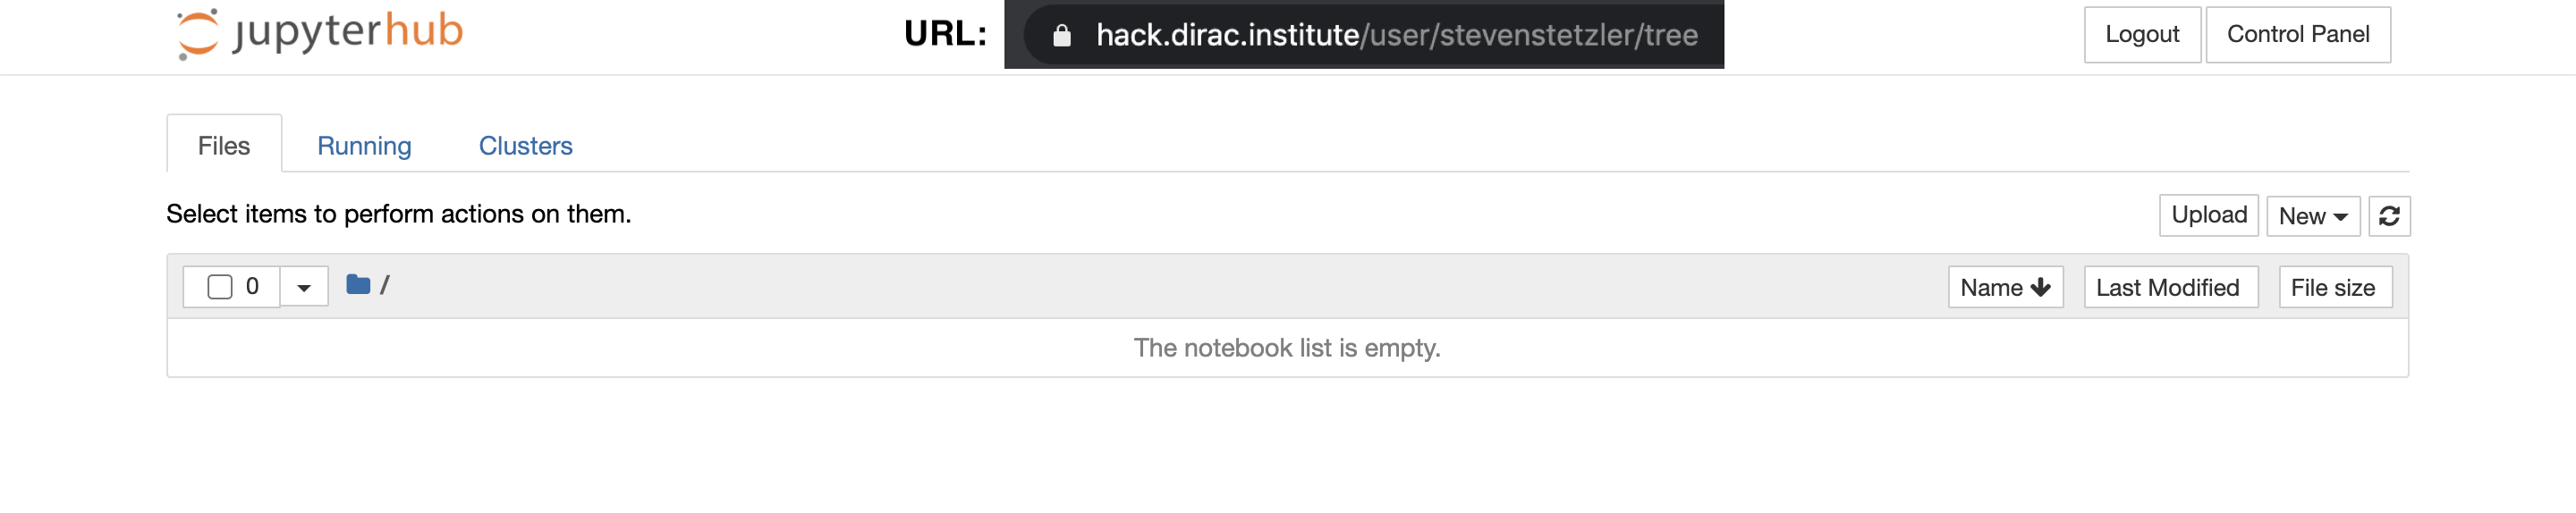 jupyterhub URL: hack.dirac.institute/user/stevenstetzler/tree Logout Control Panel
Files Running Clusters
Select items to perform actions on them. Upload New
0 / Name Last Modified File size
The notebook list is empty.